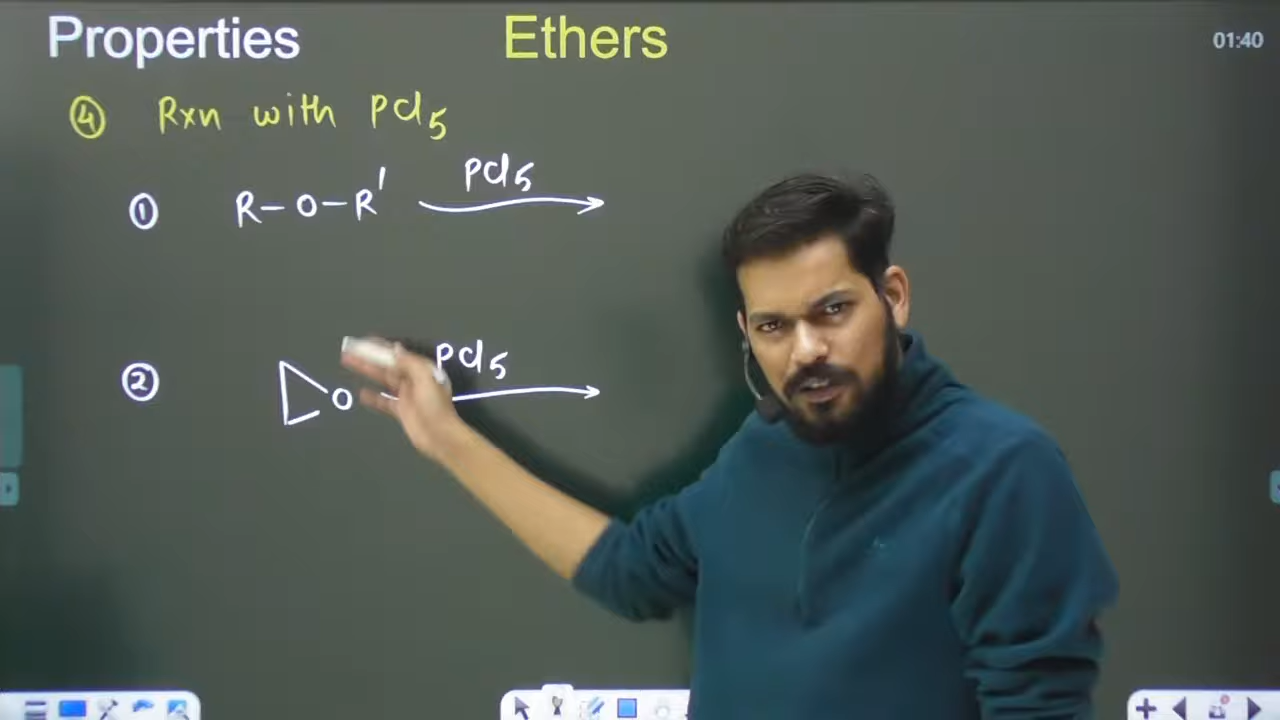 Properties Ethers
01:40
④ Rxn with PCl5
① R-O-R' PCl5
② O PCl5